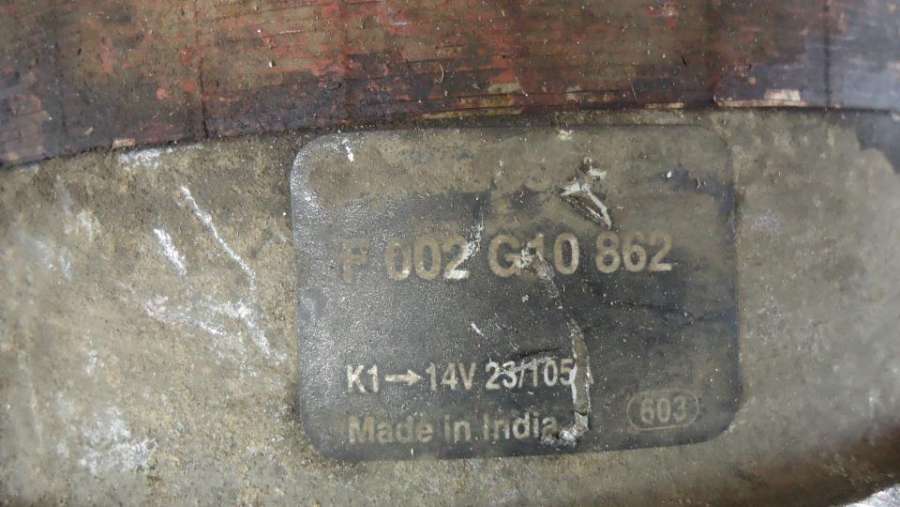 F 002 G10 862
K1→14V 23/105
Made in India
603